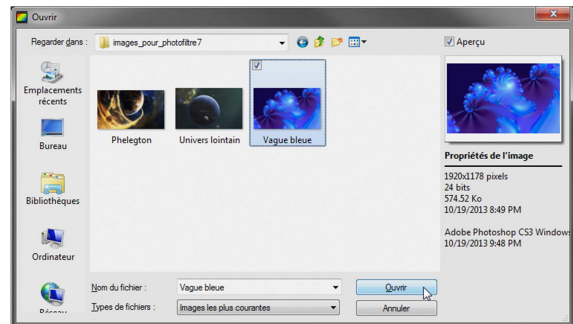 Ouvrir
Regarder dans :
images_pour_photofiltre7
Aperçu
Emplacements
récents
Bureau
Bibliothèques
Ordinateur
Réseau
Phelegton
Univers lointain
Vague bleue
Propriétés de l'image
1920x1178 pixels
24 bits
574.52 Ko
10/19/2013 8:49 PM
Adobe Photoshop CS3 Windows
10/19/2013 9:48 PM
Nom du fichier :
Vague bleue
Ouvrir
Types de fichiers :
Images les plus courantes
Annuler